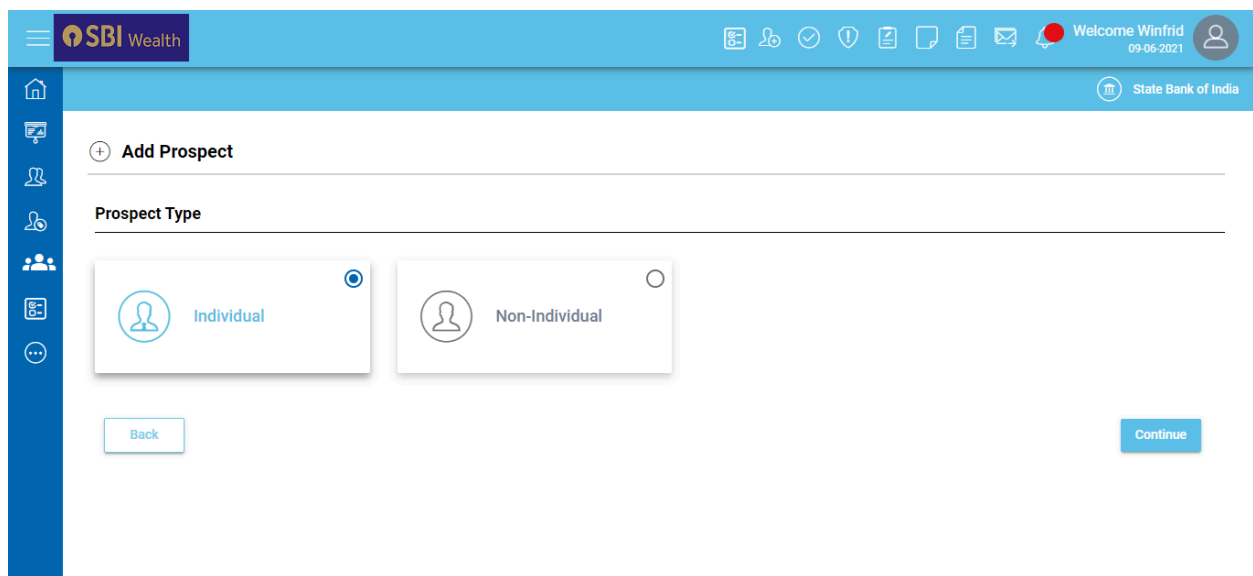 SBI Wealth
Welcome Winfrid
09-06-2021
State Bank of India
Add Prospect
Prospect Type
Individual
Non-Individual
Back
Continue